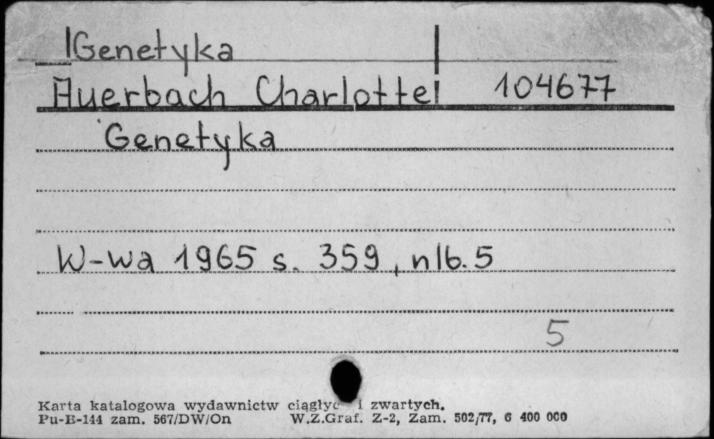 Genetyka
Auerbach Charlotte 104677
Genetyka
W-wa 1965 s. 359, nlb. 5
5
Karta katalogowa wydawnictw ciągłyc i zwartych.
Pu-B-144 zam. 567/DW/On W.Z.Graf. Z-2, Zam. 502/77, 6 400 000